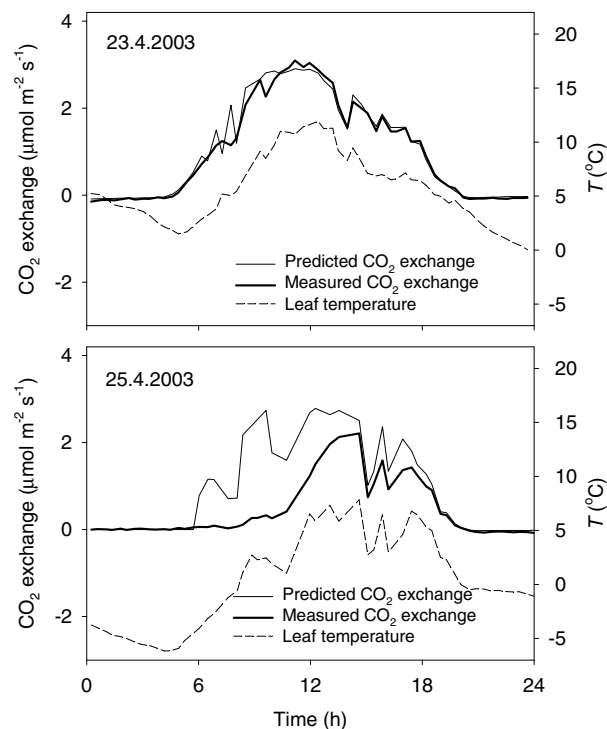 23.4.2003
4
2
0
-2
CO₂ exchange (µmol m⁻² s⁻¹)
20
15
10
5
0
-5
T (°C)
Predicted CO₂ exchange
Measured CO₂ exchange
Leaf temperature
25.4.2003
4
2
0
-2
CO₂ exchange (µmol m⁻² s⁻¹)
20
15
10
5
0
-5
T (°C)
Predicted CO₂ exchange
Measured CO₂ exchange
Leaf temperature
0 6 12 18 24
Time (h)